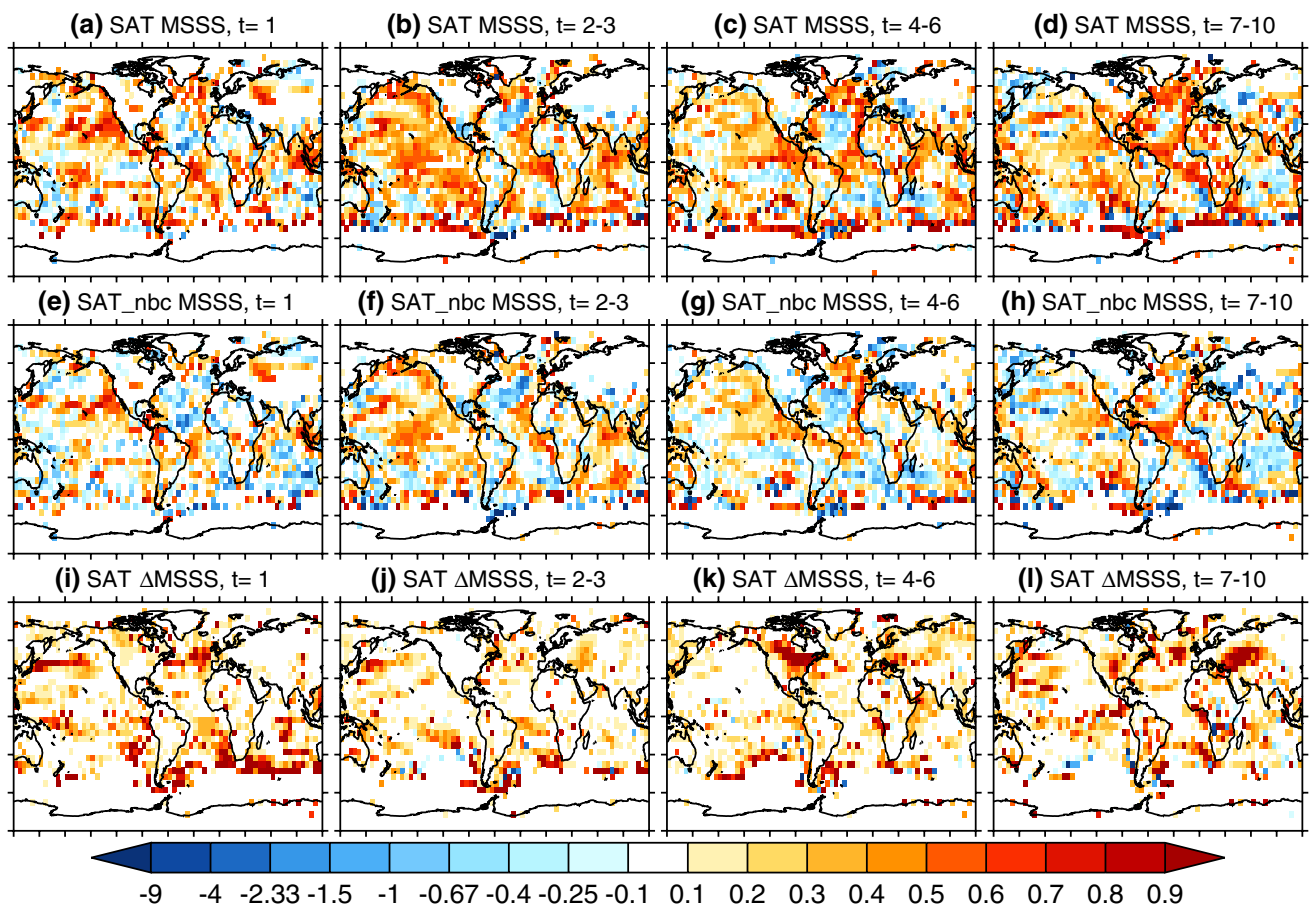 (a) SAT MSSS, t= 1
(b) SAT MSSS, t= 2-3
(c) SAT MSSS, t= 4-6
(d) SAT MSSS, t= 7-10
(e) SAT_nbc MSSS, t= 1
(f) SAT_nbc MSSS, t= 2-3
(g) SAT_nbc MSSS, t= 4-6
(h) SAT_nbc MSSS, t= 7-10
(i) SAT ΔMSSS, t= 1
(j) SAT ΔMSSS, t= 2-3
(k) SAT ΔMSSS, t= 4-6
(l) SAT ΔMSSS, t= 7-10
-9 -4 -2.33 -1.5 -1 -0.67 -0.4 -0.25 -0.1 0.1 0.2 0.3 0.4 0.5 0.6 0.7 0.8 0.9